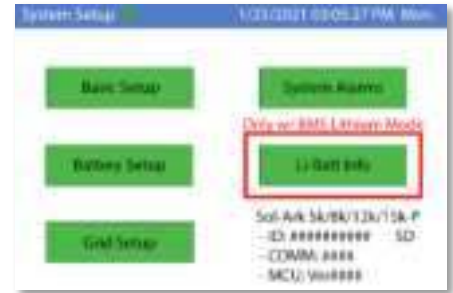 System Setup 1/23/2021 03:05:27 PM Mon.
Basic Setup System Alarms
Only w/ BMS Lithium Mode
Battery Setup Li-Batt Info
Grid Setup
Sol-Ark 5k/8k/12k/15k-P
- ID: ########## SD
- COMM: ####
- MCU: Ver####